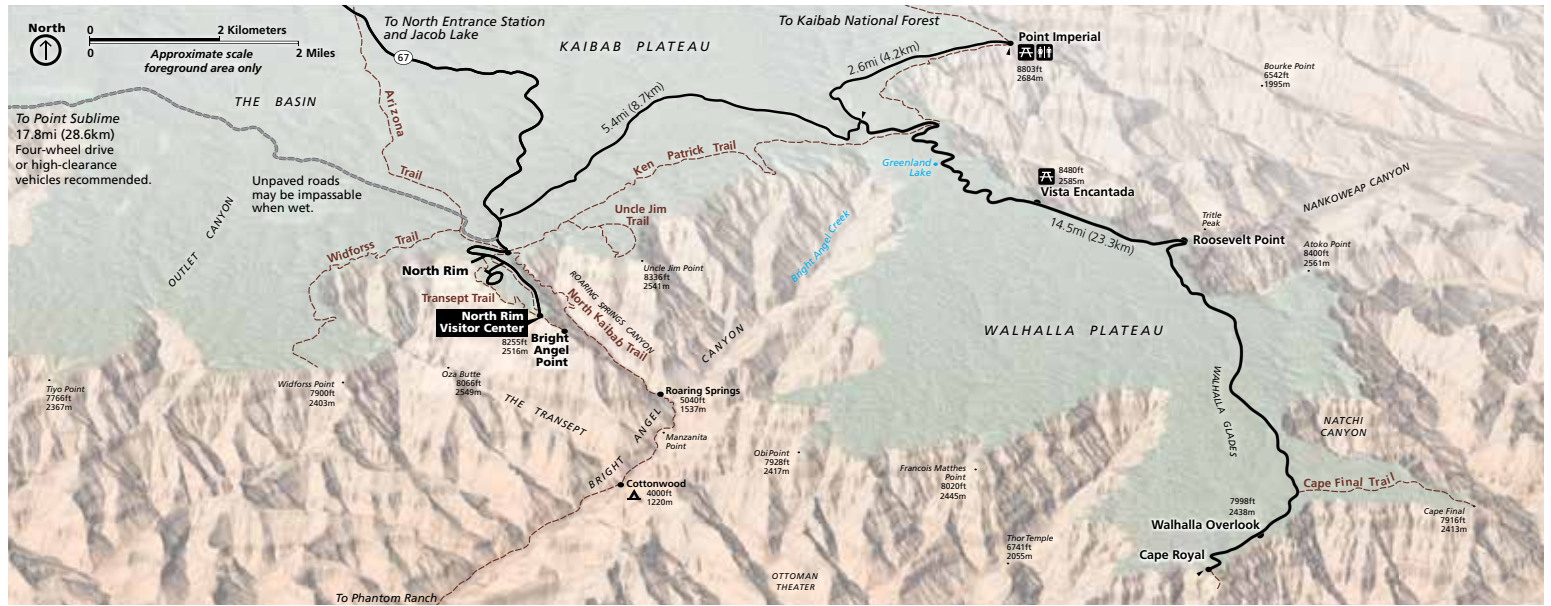 North
0
2 Kilometers
0
2 Miles
Approximate scale
foreground area only
To North Entrance Station
and Jacob Lake
67
KAIBAB PLATEAU
To Kaibab National Forest
Point Imperial
8803ft
2684m
2.6mi (4.2km)
Bourke Point
6542ft
1995m
THE BASIN
To Point Sublime
17.8mi (28.6km)
Four-wheel drive
or high-clearance
vehicles recommended.
Arizona
Trail
5.4mi (8.7km)
Ken Patrick Trail
Greenland
Lake
8480ft
2585m
Vista Encantada
NANKOWEAP CANYON
Unpaved roads
may be impassable
when wet.
OUTLET CANYON
Uncle Jim
Trail
Bright Angel Creek
14.5mi (23.3km)
Tritle
Peak
Roosevelt Point
Atoko Point
8400ft
2561m
Widforss Trail
North Rim
Uncle Jim Point
8336ft
2541m
ROARING SPRINGS CANYON
North Kaibab Trail
Transept Trail
North Rim
Visitor Center
8255ft
2516m
Bright
Angel
Point
WALHALLA PLATEAU
Tiyo Point
7766ft
2367m
Widforss Point
7900ft
2403m
Oza Butte
8066ft
2549m
THE TRANSEPT
Roaring Springs
5040ft
1537m
BRIGHT ANGEL CANYON
Manzanita
Point
WALHALLA GLADES
NATCHI
CANYON
Obi Point
7928ft
2417m
Francois Matthes
Point
8020ft
2445m
Cottonwood
4000ft
1220m
Cape Final Trail
Cape Final
7916ft
2413m
7998ft
2438m
Walhalla Overlook
Thor Temple
6741ft
2055m
Cape Royal
OTTOMAN
THEATER
To Phantom Ranch